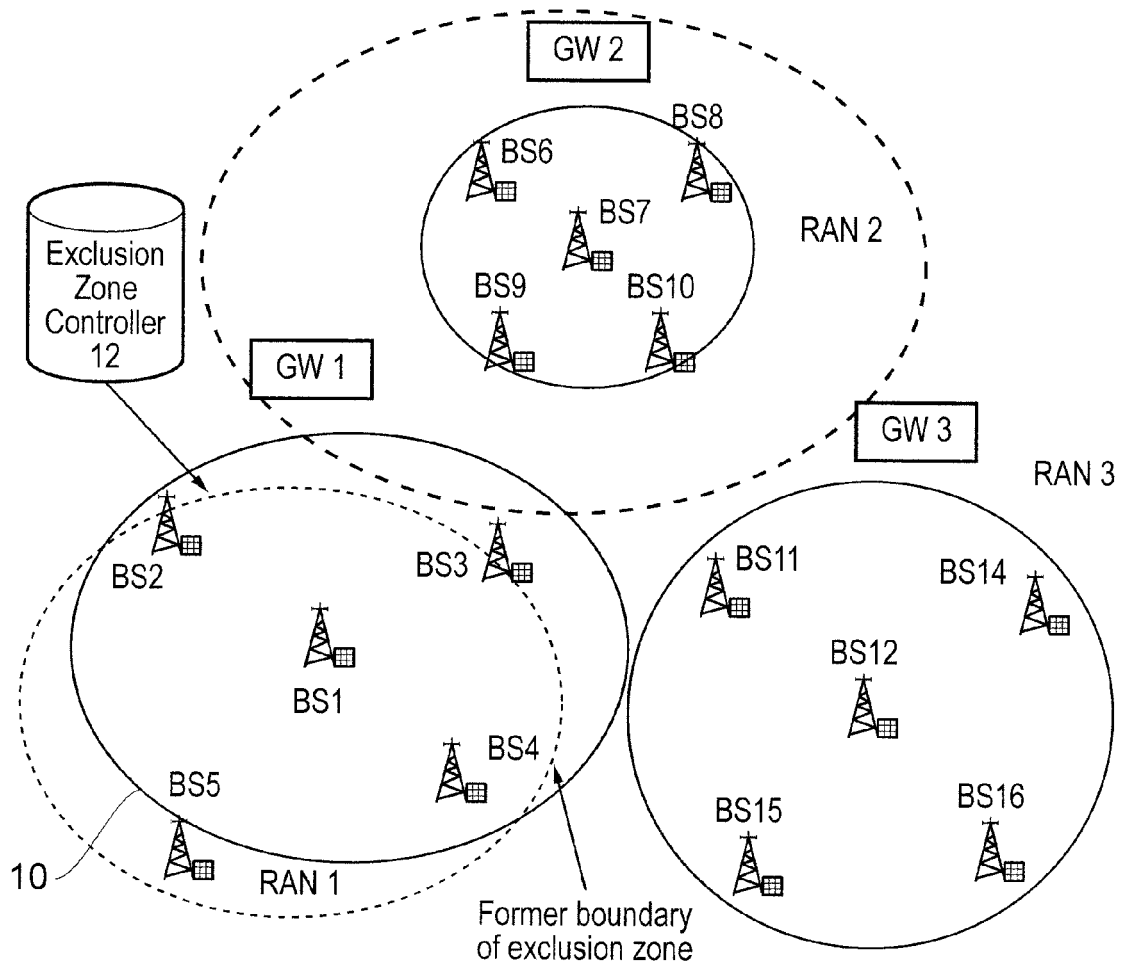 GW 2
BS8
BS6
BS7
RAN 2
Exclusion
Zone
Controller
12
BS9
BS10
GW 1
GW 3
RAN 3
BS2
BS3
BS11
BS14
BS12
BS1
BS4
BS5
BS15
BS16
10
RAN 1
Former boundary
of exclusion zone